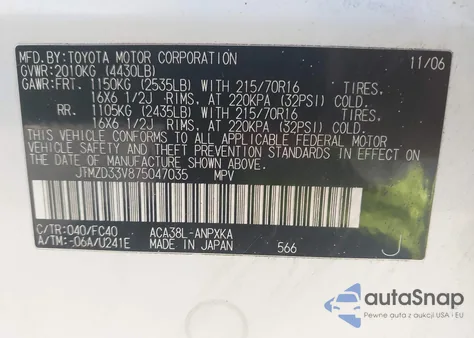 MFD. BY: TOYOTA MOTOR CORPORATION 11/06
GVWR: 2010KG (4430LB)
GAWR: FRT. 1150KG (2535LB) WITH 215/70R16 TIRES.
16X6 1/2J RIMS. AT 220KPA (32PSI) COLD.
RR. 1105KG (2435LB) WITH 215/70R16 TIRES.
16X6 1/2J RIMS. AT 220KPA (32PSI) COLD.
THIS VEHICLE CONFORMS TO ALL APPLICABLE FEDERAL MOTOR
VEHICLE SAFETY AND THEFT PREVENTION STANDARDS IN
EFFECT ON THE DATE OF MANUFACTURE SHOWN ABOVE.
JTMZD33V875047035 MPV
C/TR: 040/FC40 ACA38L-ANPXKA
A/TM: -06A/U241E MADE IN JAPAN 566 J
autoSnap
Pewne auta z USA i EU